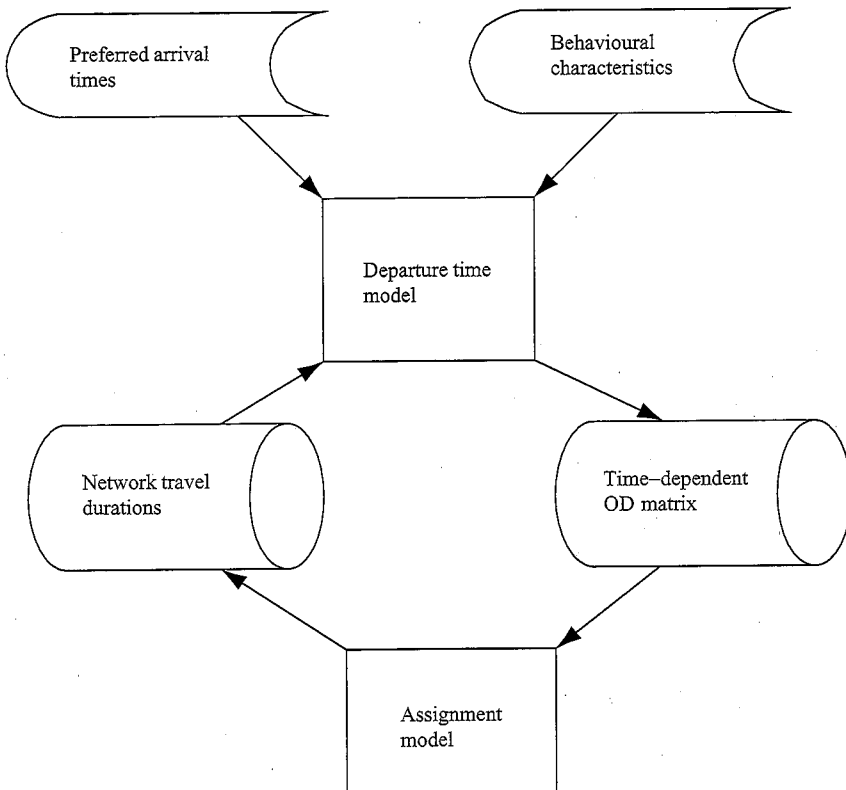 Preferred arrival
times
Behavioural
characteristics
Departure time
model
Network travel
durations
Time-dependent
OD matrix
Assignment
model